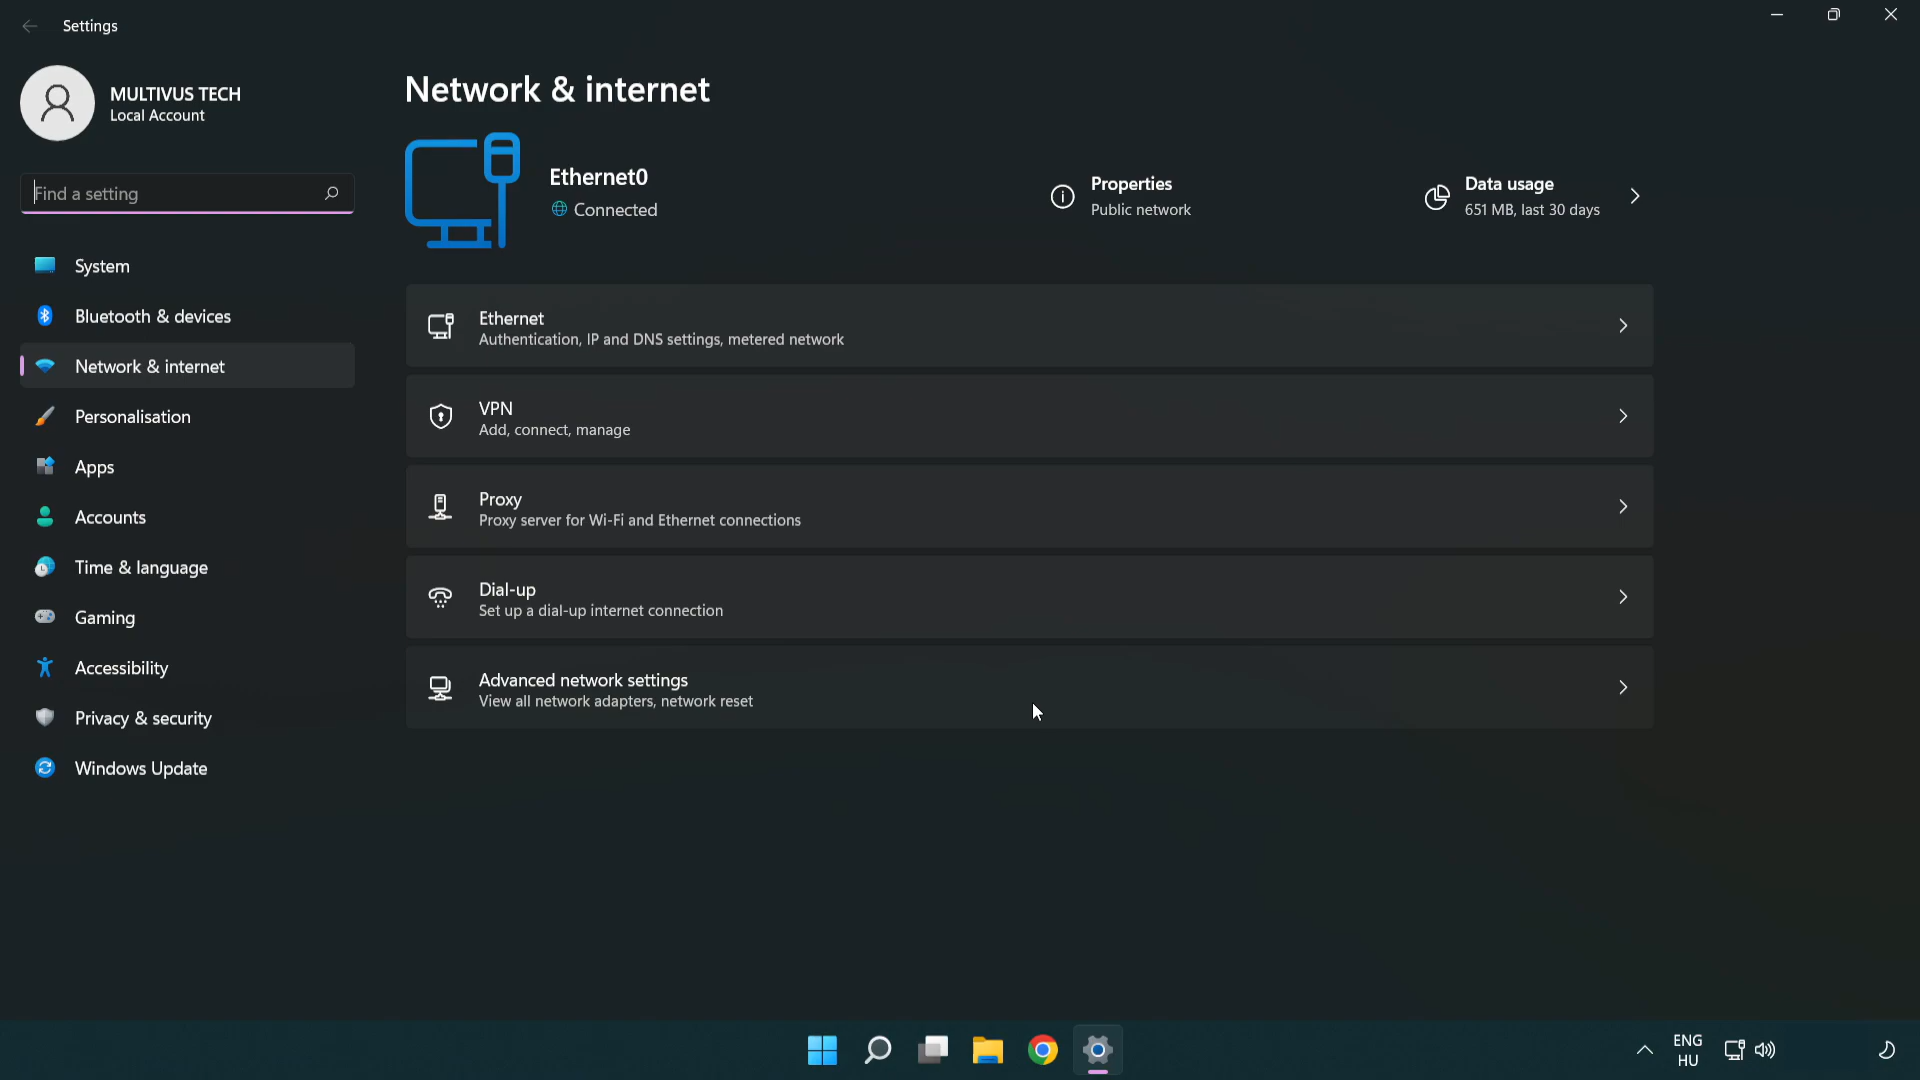 Settings
MULTIVUS TECH
Local Account
Find a setting
System
Bluetooth & devices
Network & internet
Personalisation
Apps
Accounts
Time & language
Gaming
Accessibility
Privacy & security
Windows Update
Network & internet
Ethernet0
Connected
Properties
Public network
Data usage
651 MB, last 30 days
Ethernet
Authentication, IP and DNS settings, metered network
VPN
Add, connect, manage
Proxy
Proxy server for Wi-Fi and Ethernet connections
Dial-up
Set up a dial-up internet connection
Advanced network settings
View all network adapters, network reset
ENG
HU